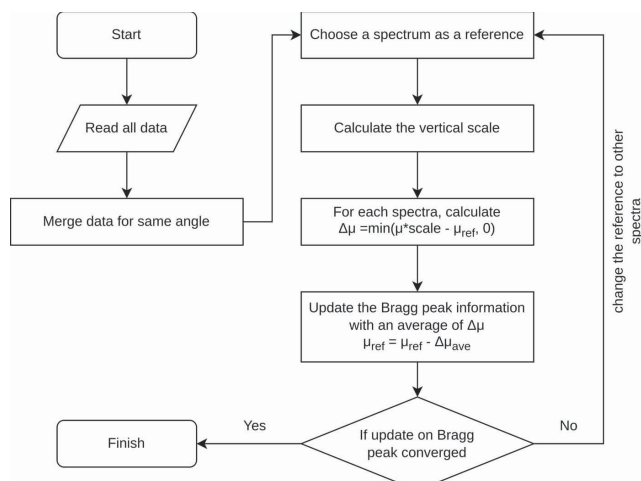 Start
Read all data
Merge data for same angle
Choose a spectrum as a reference
Calculate the vertical scale
For each spectra, calculate
Δμ =min(μ*scale - μref, 0)
Update the Bragg peak information
with an average of Δμ
μref = μref - Δμave
If update on Bragg
peak converged
Yes
Finish
No
change the reference to other
spectra